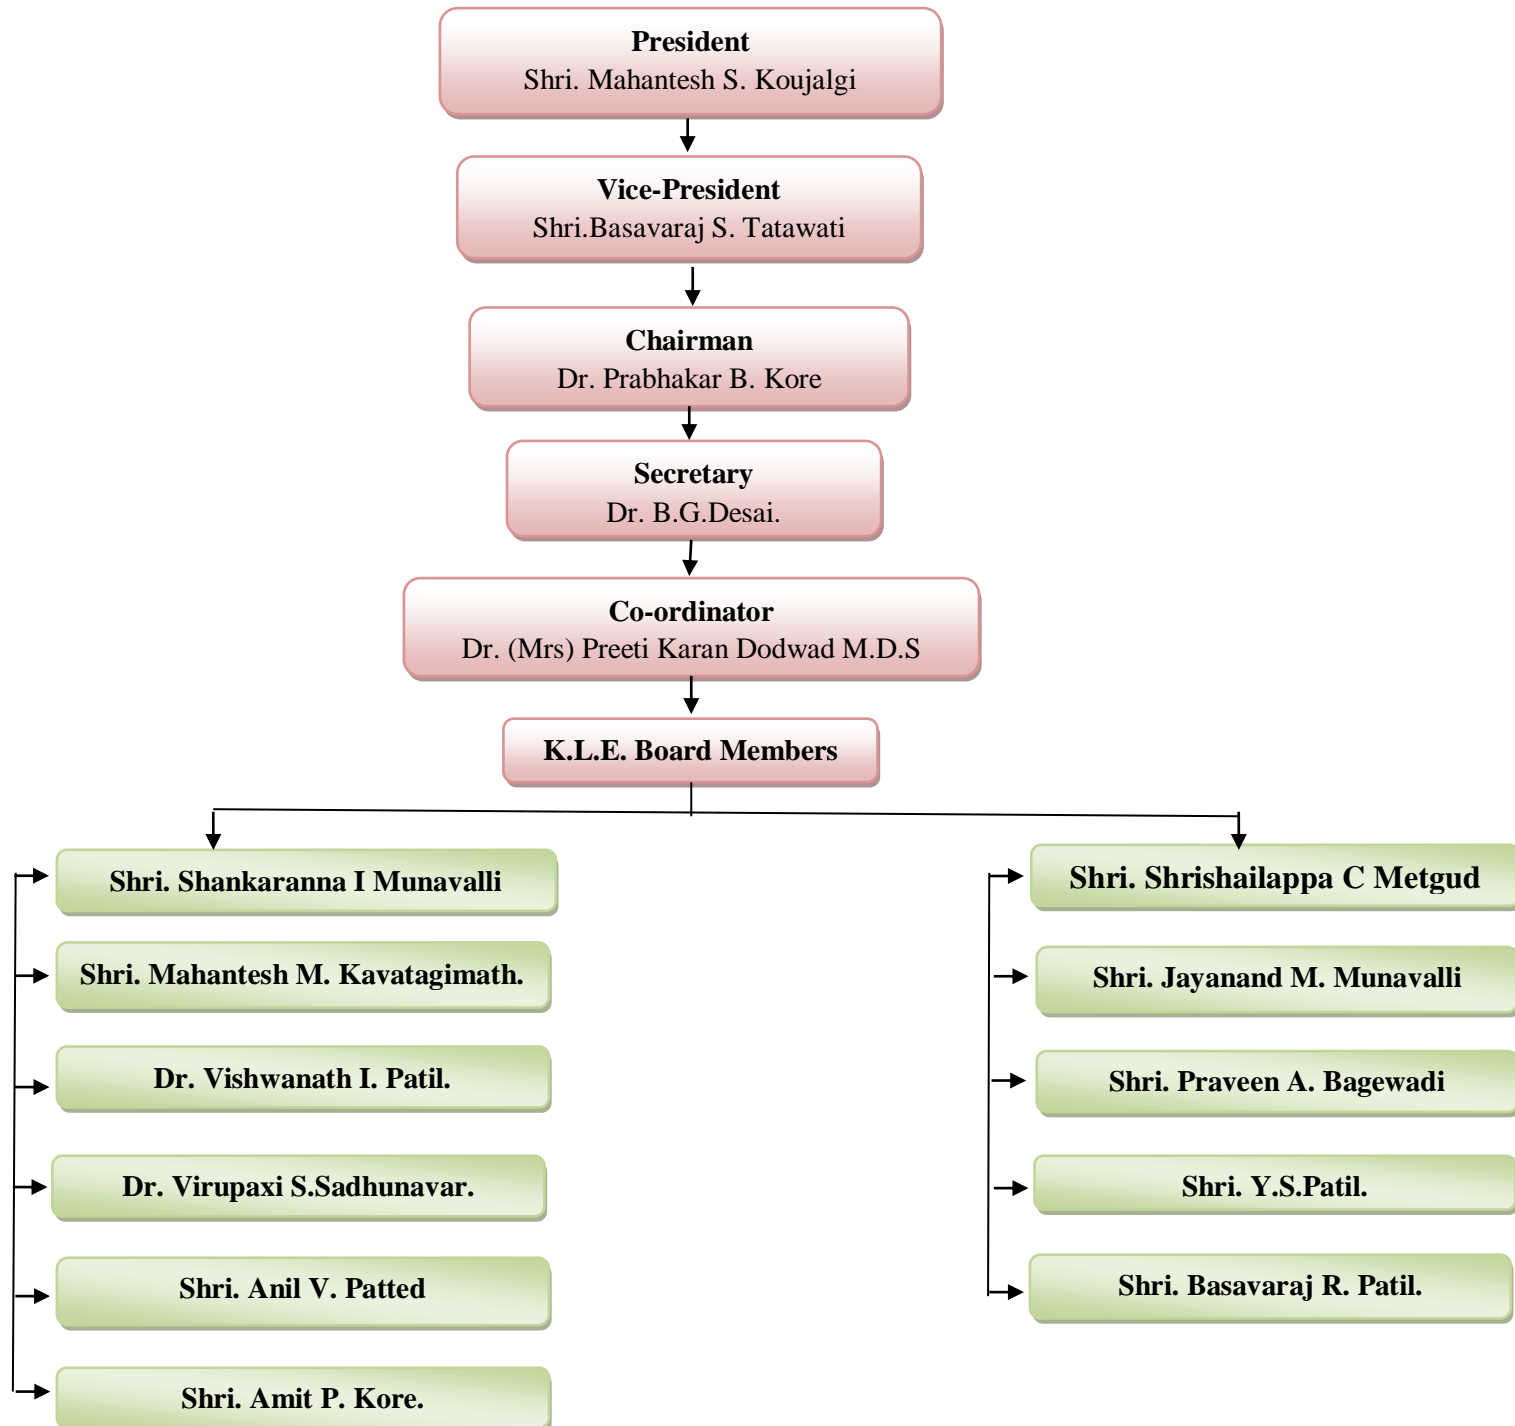 President
Shri. Mahantesh S. Koujalgi
Vice-President
Shri.Basavaraj S. Tatawati
Chairman
Dr. Prabhakar B. Kore
Secretary
Dr. B.G.Desai.
Co-ordinator
Dr. (Mrs) Preeti Karan Dodwad M.D.S
K.L.E. Board Members
Shri. Shankaranna I Munavalli
Shri. Mahantesh M. Kavatagimath.
Dr. Vishwanath I. Patil.
Dr. Virupaxi S.Sadhunavar.
Shri. Anil V. Patted
Shri. Amit P. Kore.
Shri. Shrishailappa C Metgud
Shri. Jayanand M. Munavalli
Shri. Praveen A. Bagewadi
Shri. Y.S.Patil.
Shri. Basavaraj R. Patil.